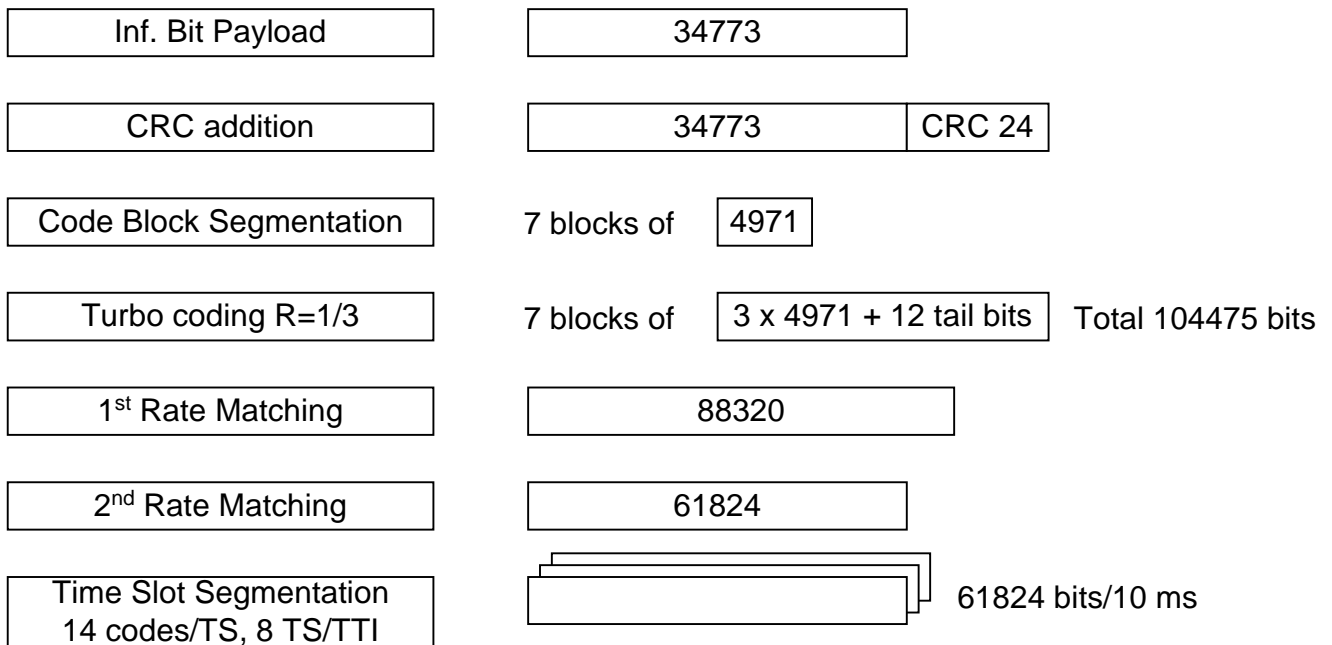 Inf. Bit Payload 34773
CRC addition 34773 CRC 24
Code Block Segmentation 7 blocks of 4971
Turbo coding R=1/3 7 blocks of 3 x 4971 + 12 tail bits Total 104475 bits
1st Rate Matching 88320
2nd Rate Matching 61824
Time Slot Segmentation
14 codes/TS, 8 TS/TTI
61824 bits/10 ms